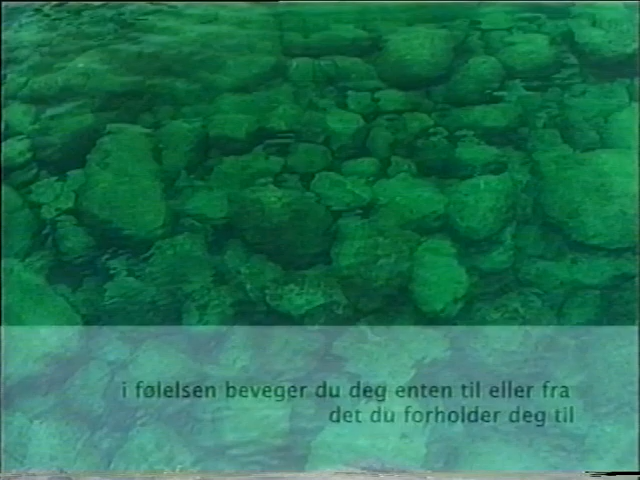 i følelsen beveger du deg enten til eller fra
det du forholder deg til